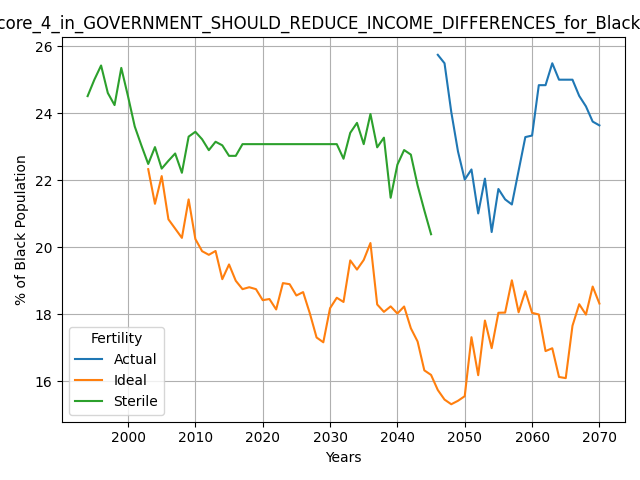 core_4_in_GOVERNMENT_SHOULD_REDUCE_INCOME_DIFFERENCES_for_Black
26
24
22
20
18
16
% of Black Population
Fertility
Actual
Ideal
Sterile
2000 2010 2020 2030 2040 2050 2060 2070
Years